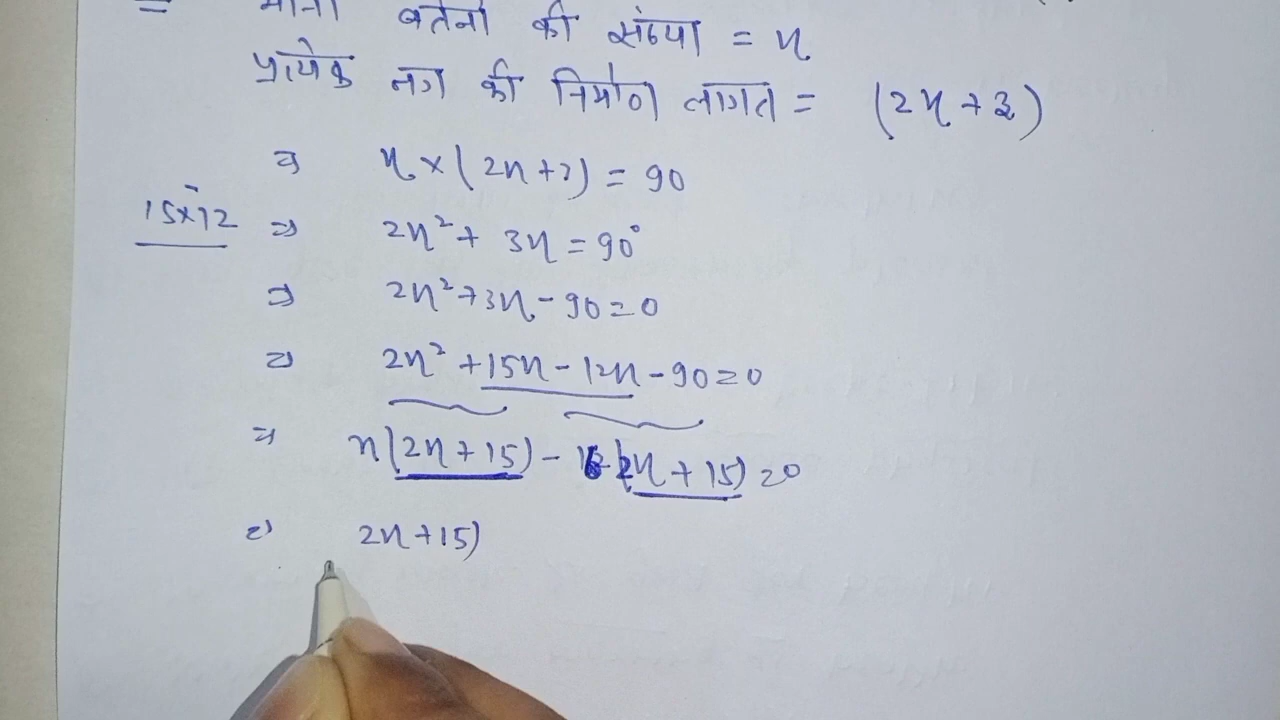 = माना बर्तनों की संख्या = x
प्रत्येक नग की निर्माण लागत = (2x + 3)
⇒ x × (2x + 3) = 90
15×12 ⇒ 2x² + 3x = 90
⇒ 2x² + 3x - 90 = 0
⇒ 2x² + 15x - 12x - 90 = 0
⇒ x(2x + 15) - 6(2x + 15) = 0
⇒ 2x + 15)